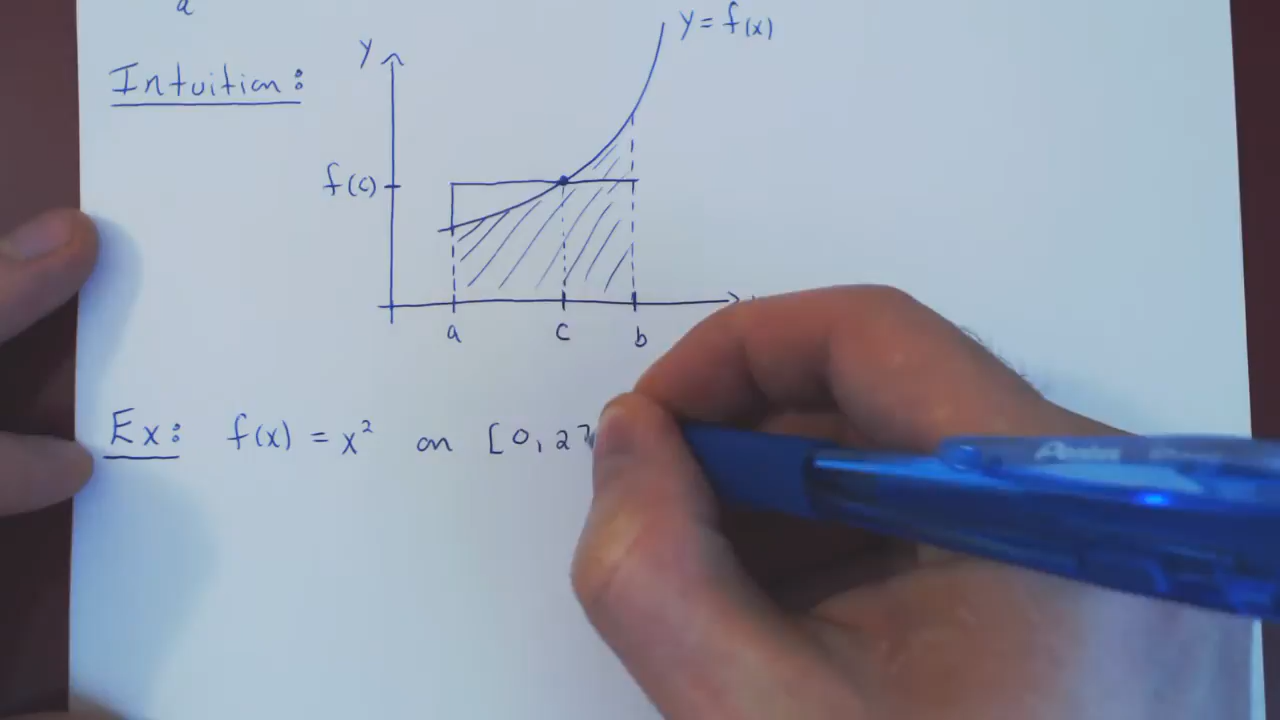 a
Intuition:
y
y = f(x)
f(c)
a c b
Ex: f(x) = x² on [0, 2]